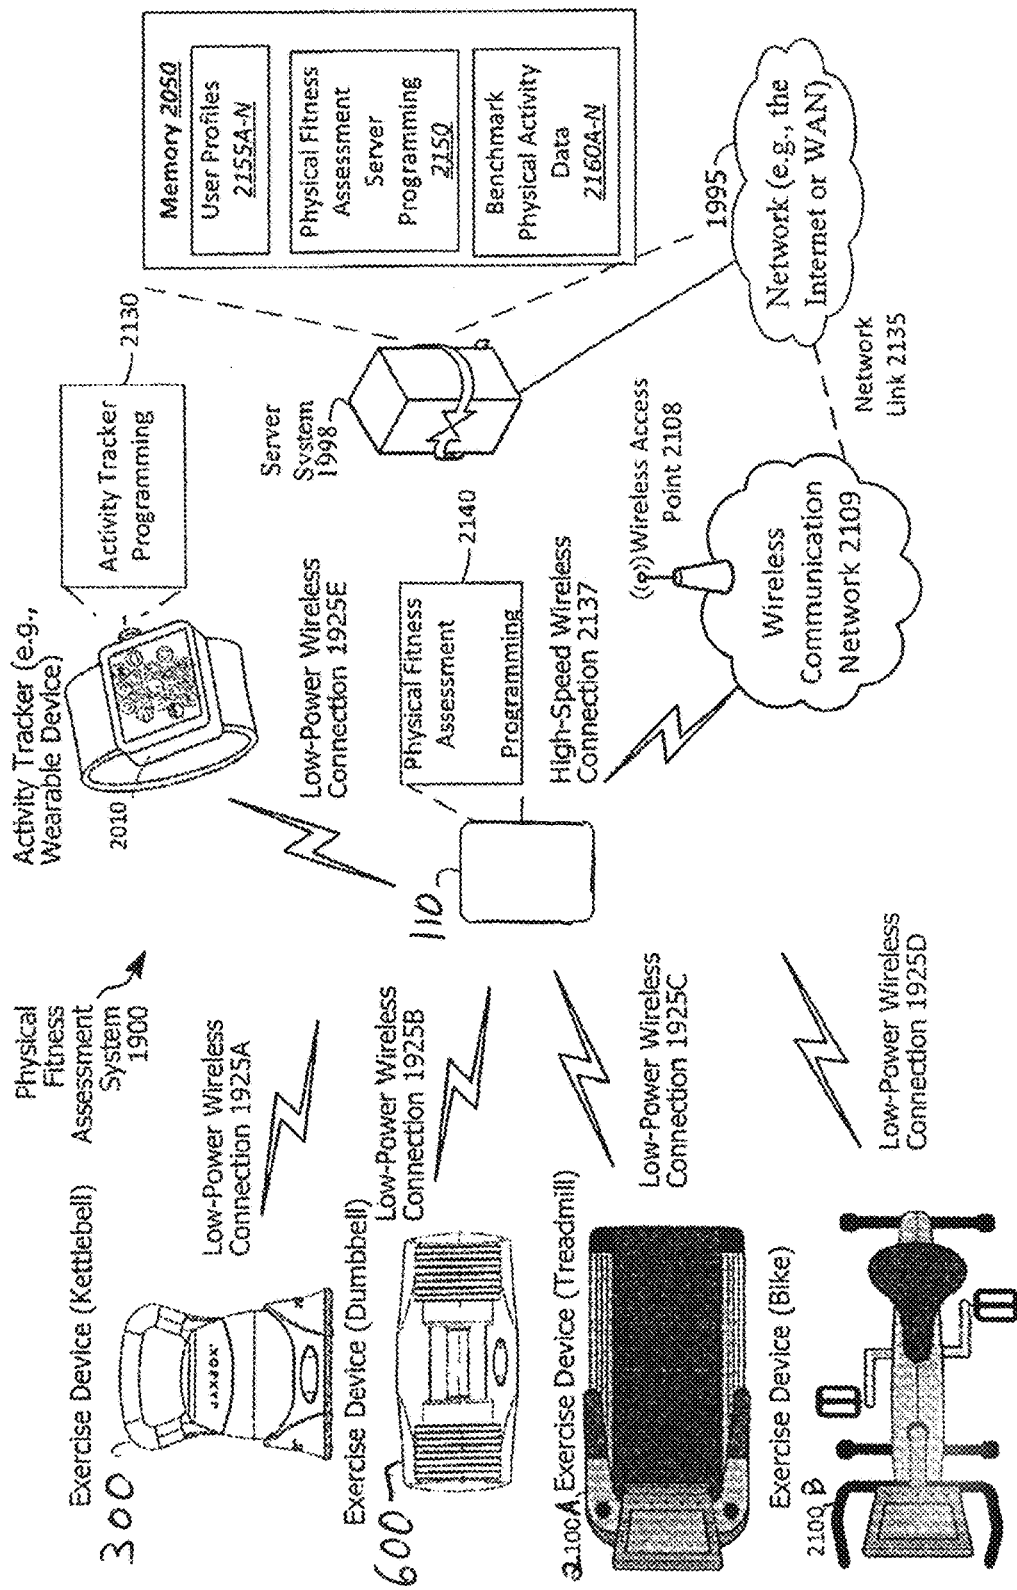 Physical
Fitness
Assessment
System
1900
Exercise Device (Kettlebell)
300
JAXJOX
Low-Power Wireless
Connection 1925A
Exercise Device (Dumbbell)
600
Low-Power Wireless
Connection 1925B
2100A Exercise Device (Treadmill)
Low-Power Wireless
Connection 1925C
Exercise Device (Bike)
2100B
Low-Power Wireless
Connection 1925D
Activity Tracker (e.g.,
Wearable Device)
2010
Activity Tracker
Programming
2130
Low-Power Wireless
Connection 1925E
110
Physical Fitness
Assessment
Programming
2140
High-Speed Wireless
Connection 2137
Server
System
1998
Memory 2050
User Profiles
2155A-N
Physical Fitness
Assessment
Server
Programming
2150
Benchmark
Physical Activity
Data
2160A-N
Wireless Access
Point 2108
Wireless
Communication
Network 2109
Network
Link 2135
1995
Network (e.g., the
Internet or WAN)